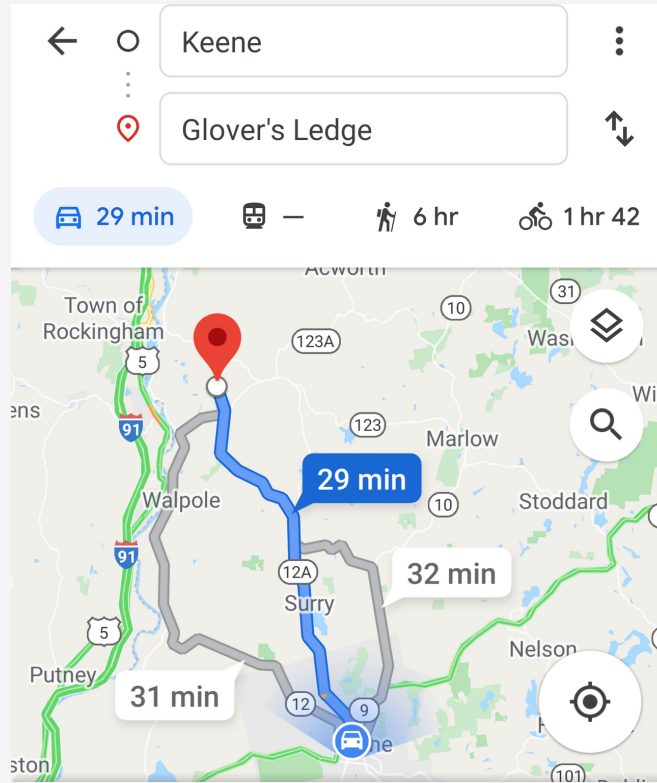 Keene
Glover's Ledge
29 min
—
6 hr
1 hr 42
Acworth
31
Town of
Rockingham
10
123A
5
91
123
Marlow
29 min
Walpole
10
Stoddard
91
12A
32 min
Surry
5
Nelson
Putney
31 min
12
9
101